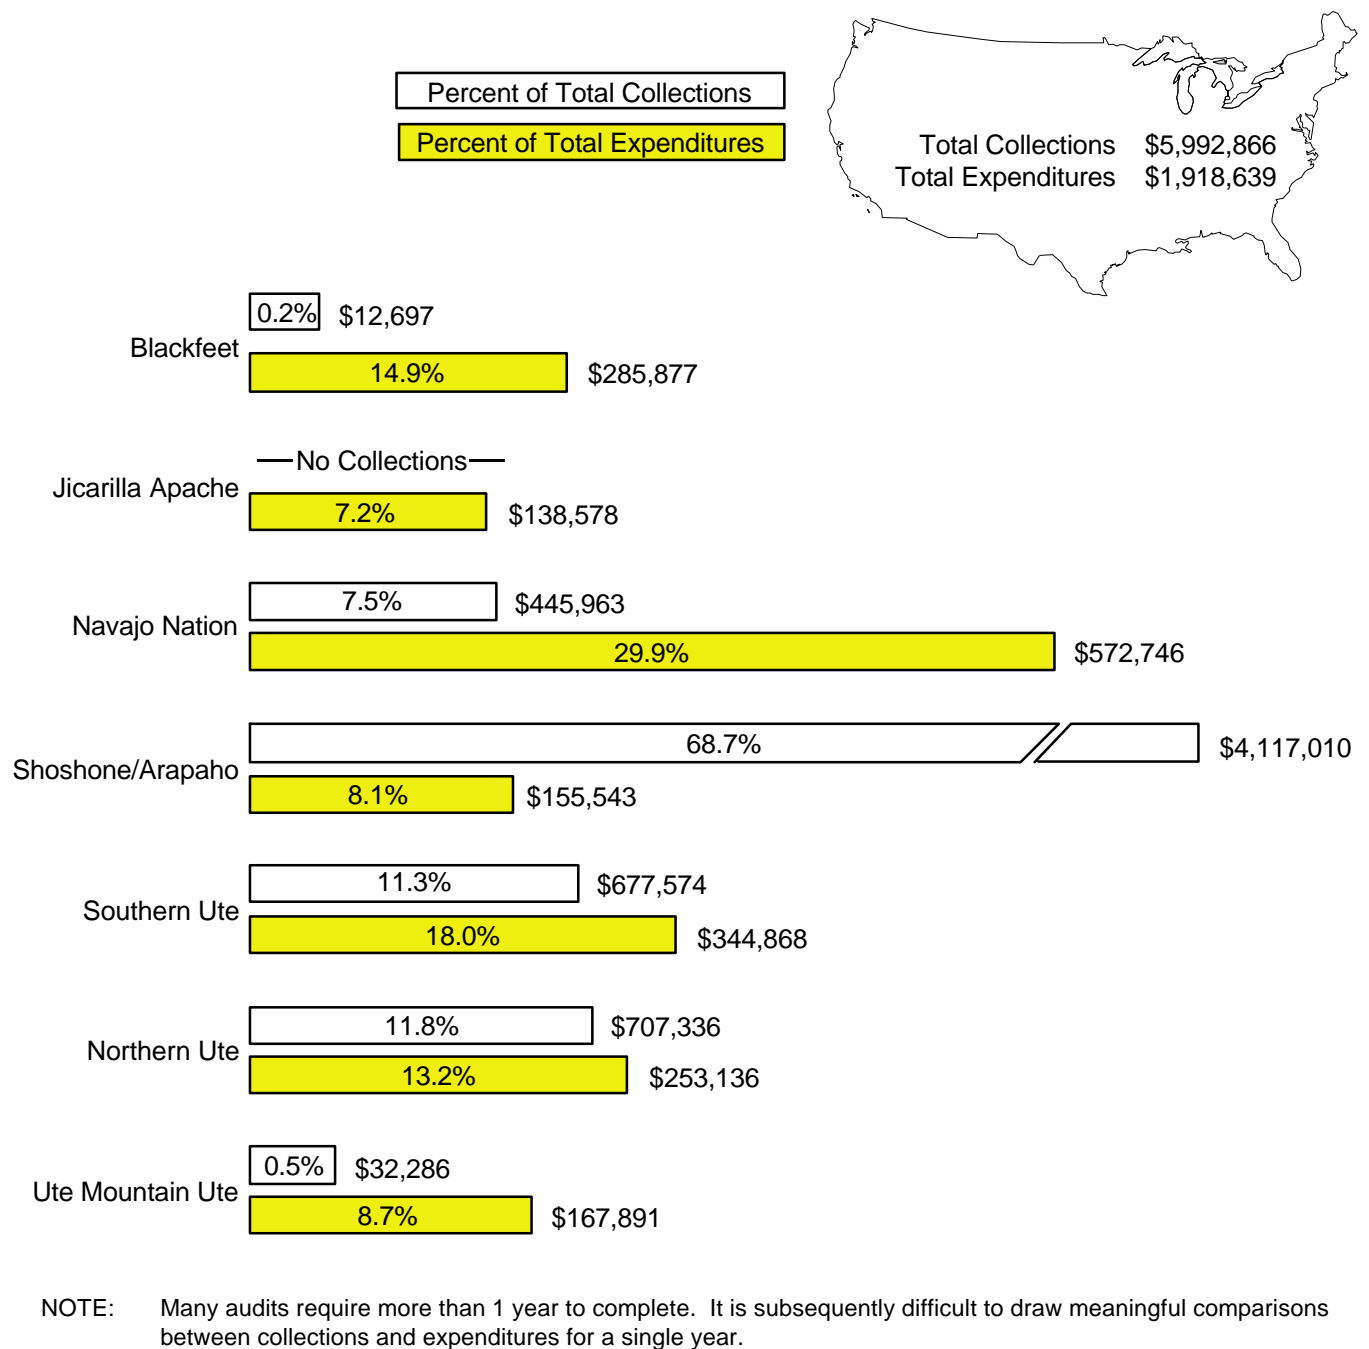 Percent of Total Collections
Percent of Total Expenditures
Total Collections $5,992,866
Total Expenditures $1,918,639
0.2% $12,697
Blackfeet
14.9% $285,877
No Collections
Jicarilla Apache
7.2% $138,578
7.5% $445,963
Navajo Nation
29.9% $572,746
68.7% $4,117,010
Shoshone/Arapaho
8.1% $155,543
11.3% $677,574
Southern Ute
18.0% $344,868
11.8% $707,336
Northern Ute
13.2% $253,136
0.5% $32,286
Ute Mountain Ute
8.7% $167,891
NOTE: Many audits require more than 1 year to complete. It is subsequently difficult to draw meaningful comparisons
between collections and expenditures for a single year.